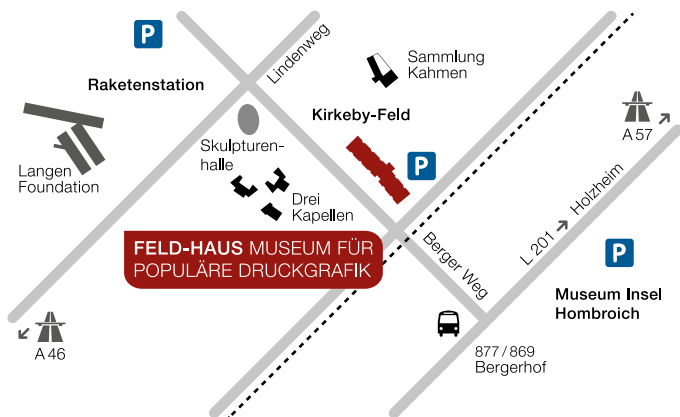 P
Raketenstation
Lindenweg
Sammlung
Kahmen
Kirkeby-Feld
A 57
Langen
Foundation
Skulpturen-
halle
P
Drei
Kapellen
FELD-HAUS MUSEUM FÜR
POPULÄRE DRUCKGRAFIK
Berger Weg
L 201
Holzheim
P
Museum Insel
Hombroich
A 46
877 / 869
Bergerhof